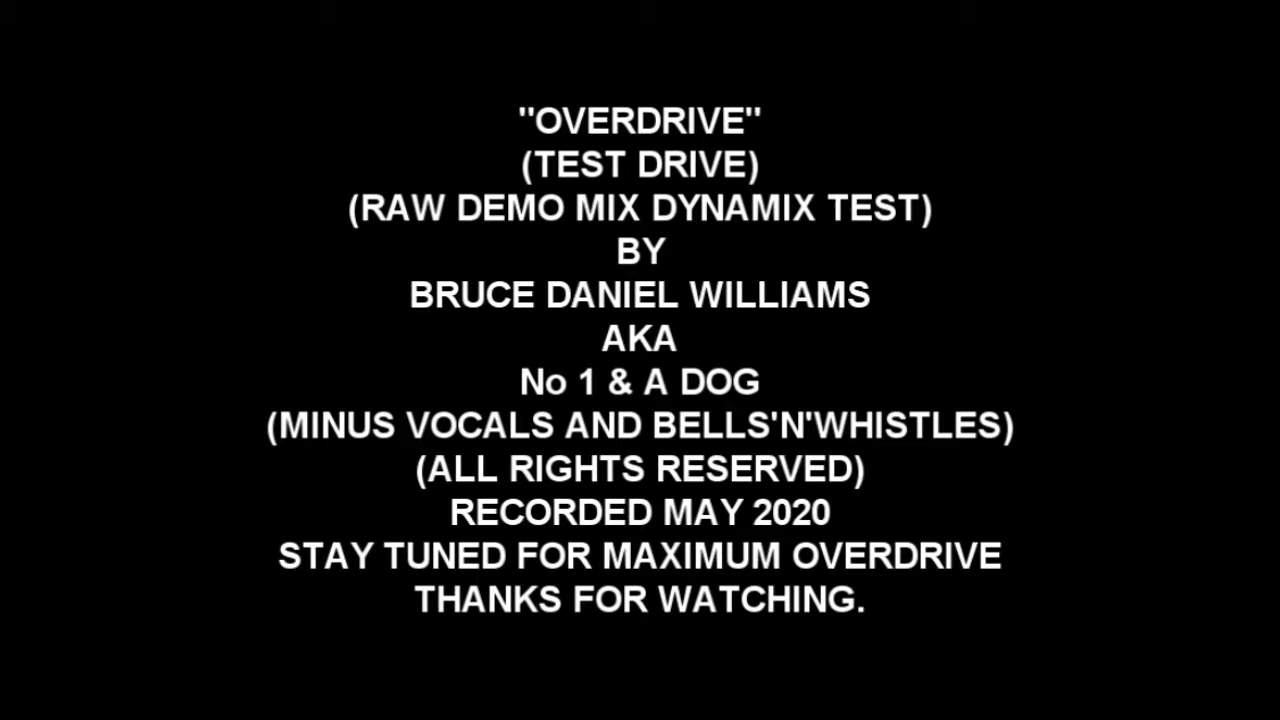 "OVERDRIVE"
(TEST DRIVE)
(RAW DEMO MIX DYNAMIX TEST)
BY
BRUCE DANIEL WILLIAMS
AKA
No 1 & A DOG
(MINUS VOCALS AND BELLS'N'WHISTLES)
(ALL RIGHTS RESERVED)
RECORDED MAY 2020
STAY TUNED FOR MAXIMUM OVERDRIVE
THANKS FOR WATCHING.